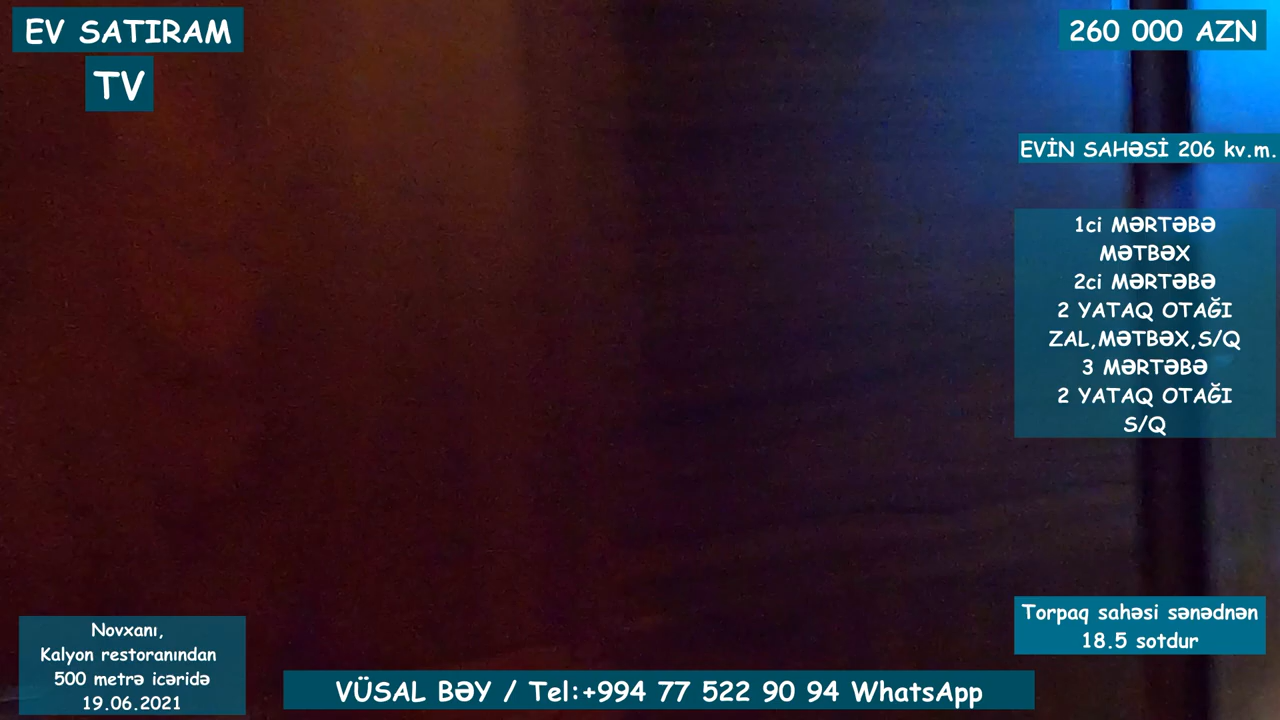 EV SATIRAM
TV
260 000 AZN
EVİN SAHƏSİ 206 kv.m.
1ci MƏRTƏBƏ
MƏTBƏX
2ci MƏRTƏBƏ
2 YATAQ OTAĞI
ZAL,MƏTBƏX,S/Q
3 MƏRTƏBƏ
2 YATAQ OTAĞI
S/Q
Torpaq sahəsi sənədnən
18.5 sotdur
Novxanı,
Kalyon restoranından
500 metrə icəridə
19.06.2021
VÜSAL BƏY / Tel:+994 77 522 90 94 WhatsApp